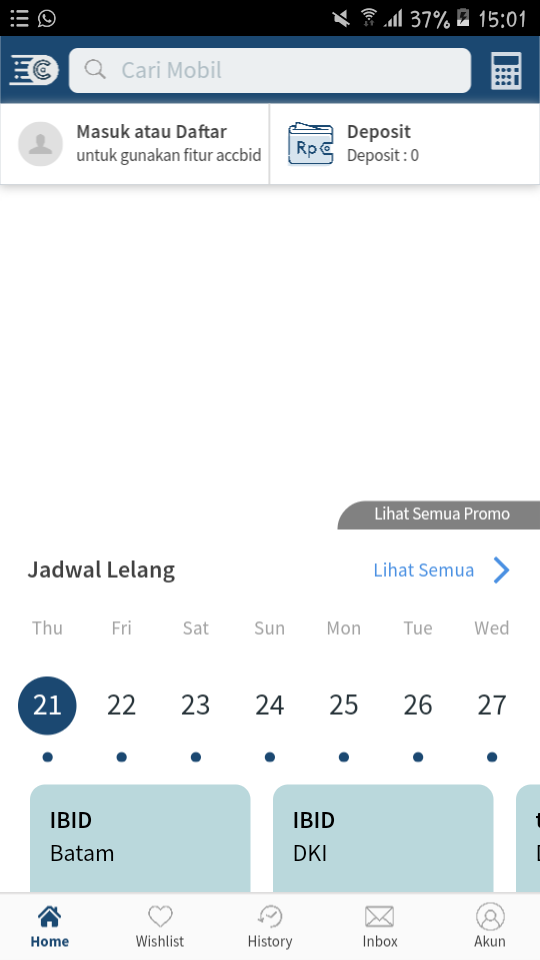 37% 15:01
Cari Mobil
Masuk atau Daftar
untuk gunakan fitur accbid
Rp
Deposit
Deposit : 0
Lihat Semua Promo
Jadwal Lelang
Lihat Semua
Thu Fri Sat Sun Mon Tue Wed
21 22 23 24 25 26 27
IBID
Batam
IBID
DKI
Home Wishlist History Inbox Akun